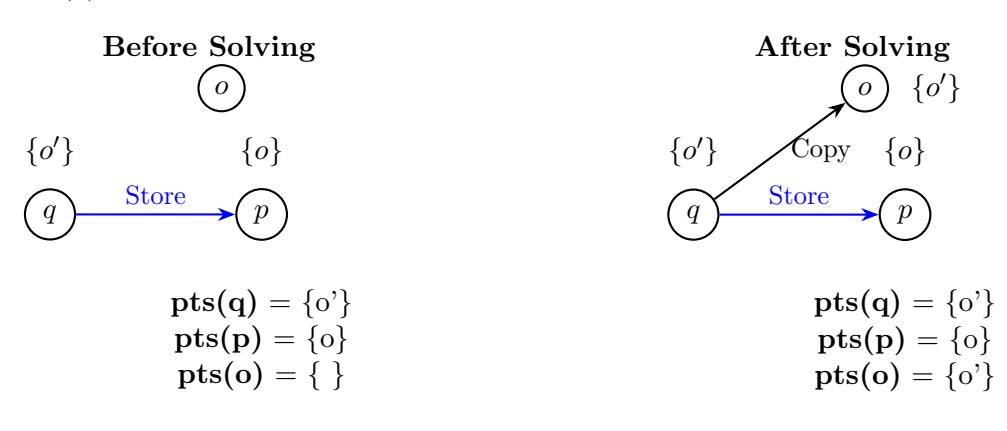 Before Solving
After Solving
o
o {o′}
{o′} {o}
{o′} Copy {o}
q Store p
q Store p
pts(q) = {o'}
pts(p) = {o}
pts(o) = { }
pts(q) = {o'}
pts(p) = {o}
pts(o) = {o'}